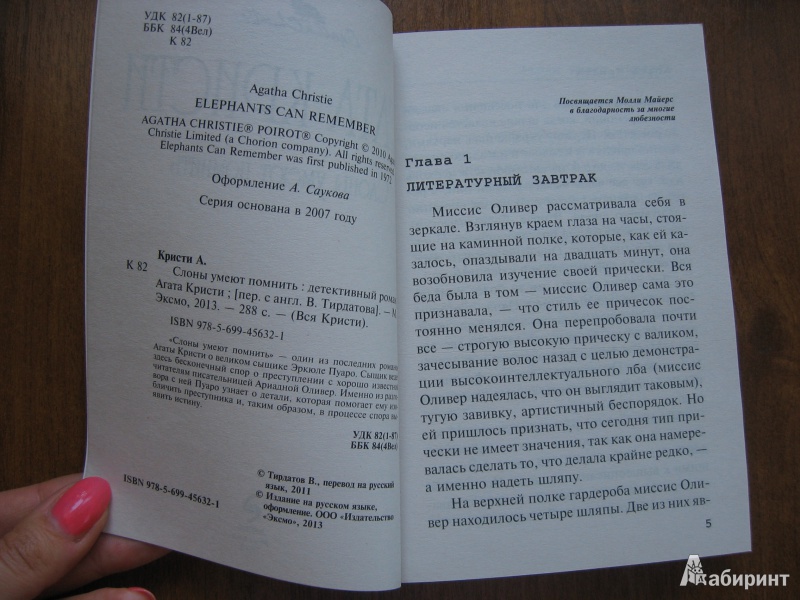 УДК 82(1-87)
ББК 84(4Вел)
К 82
Agatha Christie
ELEPHANTS CAN REMEMBER
AGATHA CHRISTIE® POIROT® Copyright © 2010
Christie Limited (a Chorion company). All rights
Elephants Can Remember was first published in
Оформление А. Саукова
Серия основана в 2007 году
Кристи А.
К 82
Слоны умеют помнить : детективный
Агата Кристи ; [пер. с англ. В. Тирдатова]. —
Эксмо, 2013. — 288 с. — (Вся Кристи).
ISBN 978-5-699-45632-1
«Слоны умеют помнить» — один из последних
Агаты Кристи о великом сыщике Эркюле Пуаро. Сыщик
здесь бесконечный спор о преступлении с хорошо
читателям писательницей Ариадной Оливер. Именно из
вора с ней Пуаро узнает о детали, которая помогает ему
бличить преступника и, таким образом, в процессе спора
явить истину.
УДК 82(1-87)
ББК 84(4Вел)
© Тирдатов В., перевод на русский
язык, 2011
© Издание на русском языке,
оформление. ООО «Издательство
«Эксмо», 2013
ISBN 978-5-699-45632-1
Посвящается Молли Майерс
в благодарность за многие
любезности
Глава 1
ЛИТЕРАТУРНЫЙ ЗАВТРАК
Миссис Оливер рассматривала себя в
зеркале. Взглянув краем глаза на часы, стоя-
щие на каминной полке, которые, как ей ка-
залось, опаздывали на двадцать минут, она
возобновила изучение своей прически. Вся
беда была в том — миссис Оливер сама это
признавала, — что стиль ее причесок пос-
тоянно менялся. Она перепробовала почти
все — строгую высокую прическу с валиком,
зачесывание волос назад с целью демонстра-
ции высокоинтеллектуального лба (миссис
Оливер надеялась, что он выглядит таковым),
тугую завивку, артистичный беспорядок. Но
ей пришлось признать, что сегодня тип при-
чески не имеет значения, так как она намере-
валась сделать то, что делала крайне редко, —
а именно надеть шляпу.
На верхней полке гардероба миссис Оли-
вер находилось четыре шляпы. Две из них яв-
5
Лабиринт